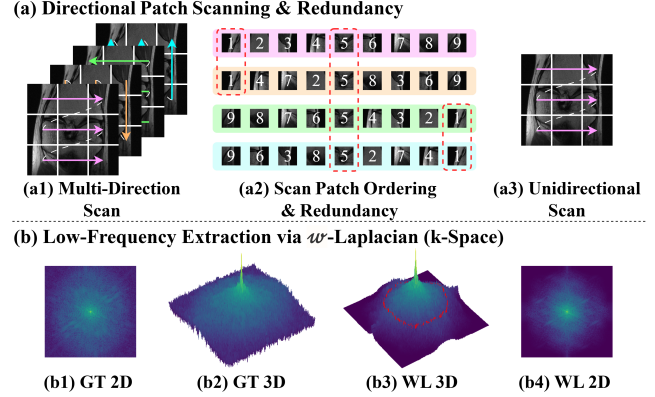 (a) Directional Patch Scanning & Redundancy
1 2 3 4 5 6 7 8 9
1 4 7 2 5 8 3 6 9
9 8 7 6 5 4 3 2 1
9 6 3 8 5 2 7 4 1
(a1) Multi-Direction
Scan
(a2) Scan Patch Ordering
& Redundancy
(a3) Unidirectional
Scan
(b) Low-Frequency Extraction via 𝓌-Laplacian (k-Space)
(b1) GT 2D
(b2) GT 3D
(b3) WL 3D
(b4) WL 2D